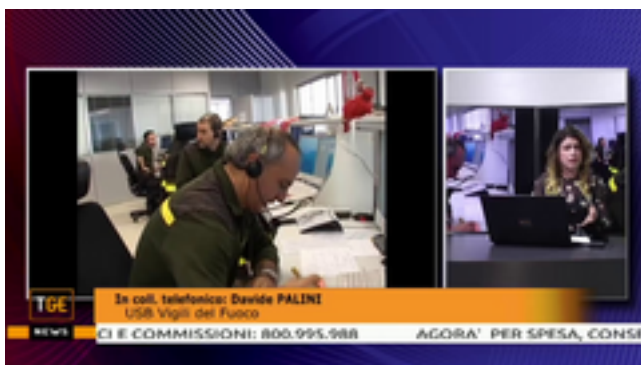 In coll. telefonico: Davide PALINI
TGE
USB Vigili del Fuoco
NEWS
CI E COMMISSIONI: 800.995.988 AGORA' PER SPESA, CONSE